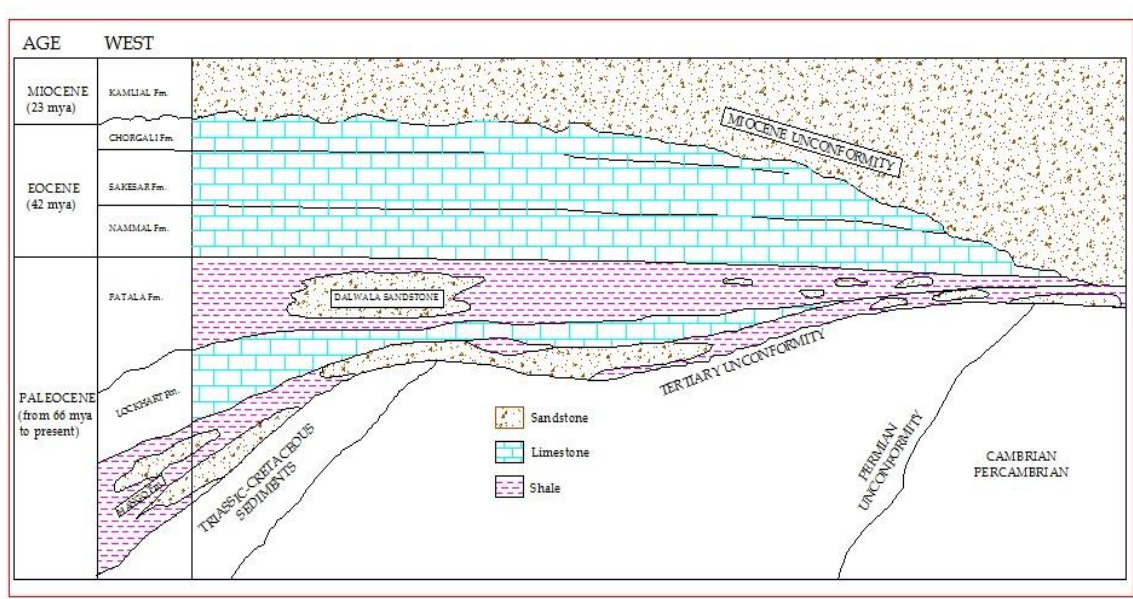 AGE
WEST
MIOCENE
(23 mya)
KAMLIAL Fm.
MIOCENE UNCONFORMITY
CHORGALI Fm.
EOCENE
(42 mya)
SAKESAR Fm.
NAMMAL Fm.
PATALA Fm.
DALWALA SANDSTONE
TERTIARY UNCONFORMITY
PALEOCENE
(from 66 mya
to present)
LOCKHART Fm.
Sandstone
Limestone
Shale
TRIASSIC-CRETACEOUS
SEDIMENTS
PERMIAN
UNCONFORMITY
CAMBRIAN
PERCAMBRIAN